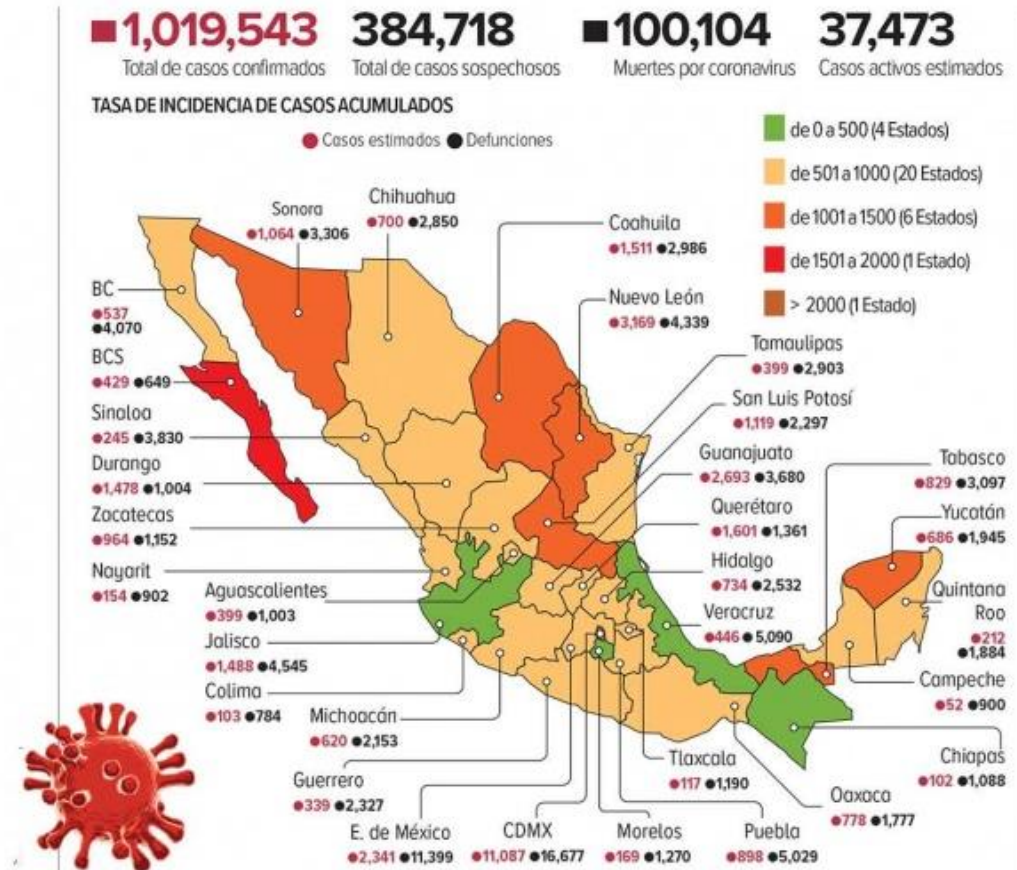 1,019,543 384,718 100,104 37,473
Total de casos confirmados Total de casos sospechosos Muertes por coronavirus Casos activos estimados
TASA DE INCIDENCIA DE CASOS ACUMULADOS
Casos estimados Defunciones
de 0 a 500 (4 Estados)
de 501 a 1000 (20 Estados)
de 1001 a 1500 (6 Estados)
de 1501 a 2000 (1 Estado)
> 2000 (1 Estado)
Sonora
1,064 3,306
Chihuahua
700 2,850
Coahuila
1,511 2,986
BC
537
4,070
Nuevo León
3,169 4,339
BCS
429 649
Tamaulipas
399 2,903
San Luis Potosí
1,119 2,297
Sinaloa
245 3,830
Guanajuato
2,693 3,680
Tabasco
829 3,097
Durango
1,478 1,004
Querétaro
1,601 1,361
Yucatán
686 1,945
Zacatecas
964 1,152
Hidalgo
734 2,532
Nayarit
154 902
Aguascalientes
399 1,003
Veracruz
446 5,090
Quintana
Roo
212
1,884
Jalisco
1,488 4,545
Campeche
52 900
Colima
103 784
Michoacán
620 2,153
Chiapas
102 1,088
Tlaxcala
117 1,190
Guerrero
339 2,327
Oaxaca
778 1,777
E. de México
2,341 11,399
CDMX
11,087 16,677
Morelos
169 1,270
Puebla
898 5,029